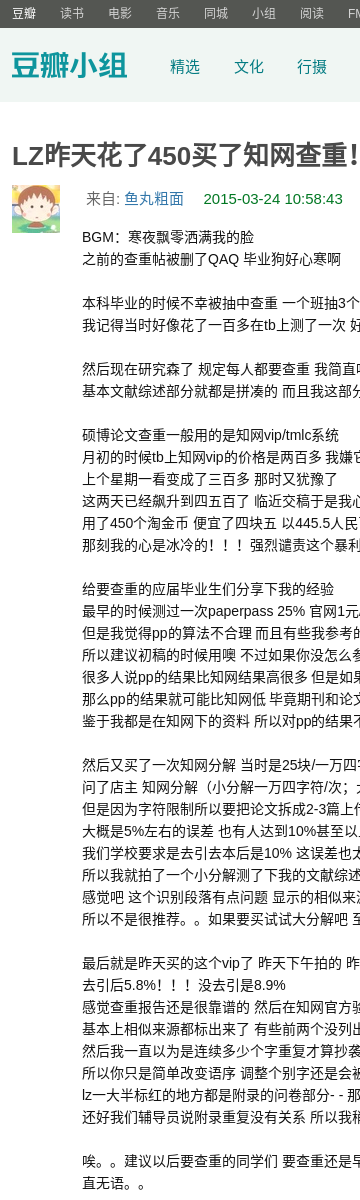 豆瓣 读书 电影 音乐 同城 小组 阅读 FM
豆瓣小组 精选 文化 行摄
LZ昨天花了450买了知网查重!
来自: 鱼丸粗面 2015-03-24 10:58:43
BGM：寒夜飘零洒满我的脸
之前的查重帖被删了QAQ 毕业狗好心寒啊
本科毕业的时候不幸被抽中查重 一个班抽3个
我记得当时好像花了一百多在tb上测了一次 好
然后现在研究森了 规定每人都要查重 我简直
基本文献综述部分就都是拼凑的 而且我这部分
硕博论文查重一般用的是知网vip/tmlc系统
月初的时候tb上知网vip的价格是两百多 我嫌
上个星期一看变成了三百多 那时又犹豫了
这两天已经飙升到四五百了 临近交稿于是我心
用了450个淘金币 便宜了四块五 以445.5人民
那刻我的心是冰冷的！！！强烈谴责这个暴利
给要查重的应届毕业生们分享下我的经验
最早的时候测过一次paperpass 25% 官网1元
但是我觉得pp的算法不合理 而且有些我参考的
所以建议初稿的时候用噢 不过如果你没怎么参
很多人说pp的结果比知网结果高很多 但是如果
那么pp的结果就可能比知网低 毕竟期刊和论文
鉴于我都是在知网下的资料 所以对pp的结果不
然后又买了一次知网分解 当时是25块/一万四字
问了店主 知网分解（小分解一万四字符/次；大
但是因为字符限制所以要把论文拆成2-3篇上传
大概是5%左右的误差 也有人达到10%甚至以上
我们学校要求是去引去本后是10% 这误差也太
所以我就拍了一个小分解测了下我的文献综述
感觉吧 这个识别段落有点问题 显示的相似来源
所以不是很推荐。。如果要买试试大分解吧 至
最后就是昨天买的这个vip了 昨天下午拍的 昨
去引后5.8%！！！没去引是8.9%
感觉查重报告还是很靠谱的 然后在知网官方验
基本上相似来源都标出来了 有些前两个没列出
然后我一直以为是连续多少个字重复才算抄袭
所以你只是简单改变语序 调整个别字还是会被
lz一大半标红的地方都是附录的问卷部分- - 那
还好我们辅导员说附录重复没有关系 所以我稍
唉。。建议以后要查重的同学们 要查重还是早
直无语。。